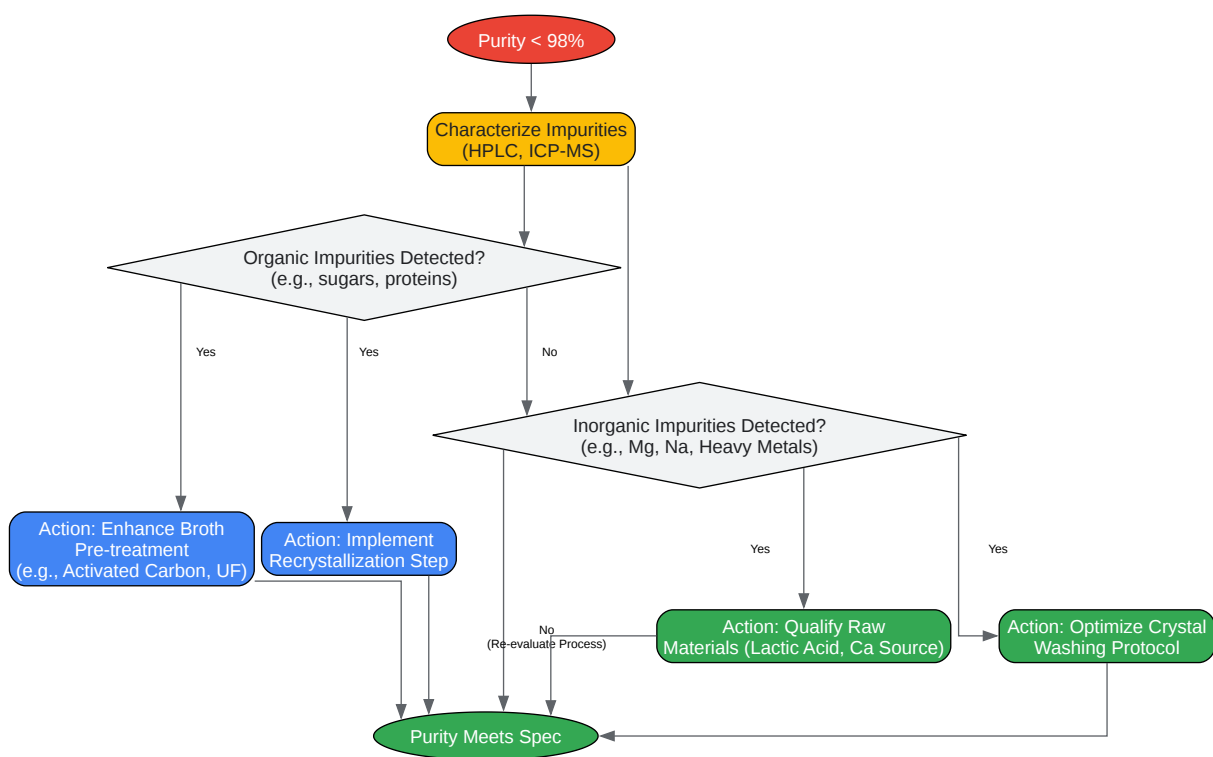 Purity < 98%
Characterize Impurities
(HPLC, ICP-MS)
Organic Impurities Detected?
(e.g., sugars, proteins)
Yes
Yes
No
Inorganic Impurities Detected?
(e.g., Mg, Na, Heavy Metals)
Action: Enhance Broth
Pre-treatment
(e.g., Activated Carbon, UF)
Action: Implement
Recrystallization Step
Yes
Yes
No
(Re-evaluate Process)
Action: Qualify Raw
Materials (Lactic Acid, Ca Source)
Action: Optimize Crystal
Washing Protocol
Purity Meets Spec